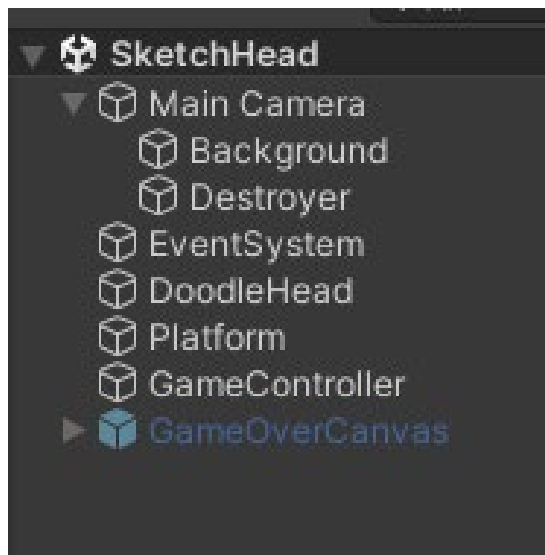 SketchHead
Main Camera
Background
Destroyer
EventSystem
DoodleHead
Platform
GameController
GameOverCanvas